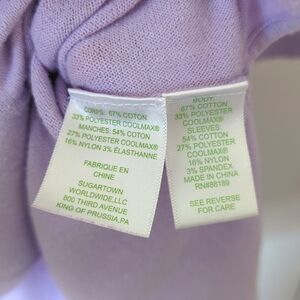 CORPS: 67% COTON
33% POLYESTER COOLMAX®
MANCHES: 54% COTON
27% POLYESTER COOLMAX®
16% NYLON 3% ÉLASTHANNE
FABRIQUE EN
CHINE
SUGARTOWN
WORLDWIDE,LLC
800 THIRD AVENUE
KING OF PRUSSIA,PA
BODY:
67% COTTON
33% POLYESTER
COOLMAX®
SLEEVES:
54% COTTON
27% POLYESTER
COOLMAX®
16% NYLON
3% SPANDEX
MADE IN CHINA
RN#86189
SEE REVERSE
FOR CARE